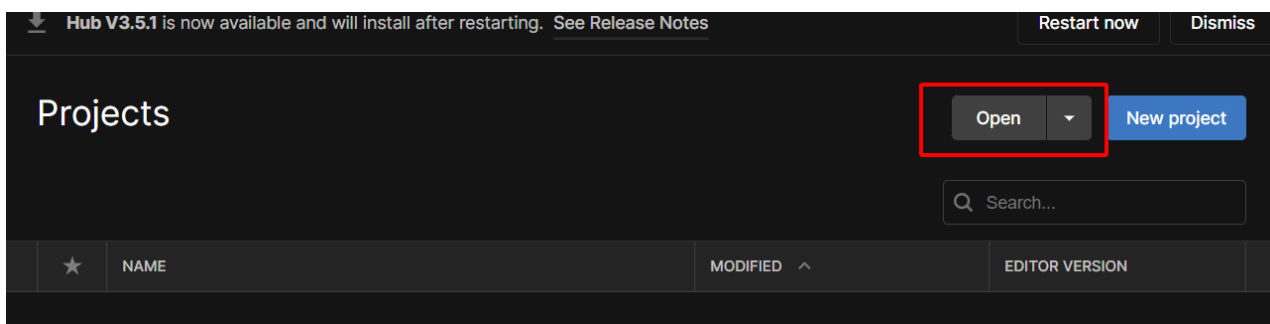 Hub V3.5.1 is now available and will install after restarting. See Release Notes Restart now Dismiss
Projects Open New project
Search...
NAME MODIFIED EDITOR VERSION